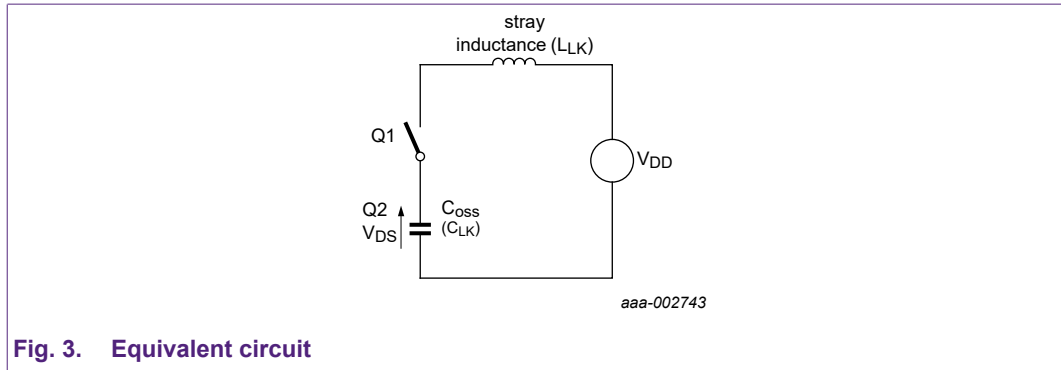 stray
inductance (LLK)
Q1
VDD
Q2
VDS
Coss
(CLK)
aaa-002743
Fig. 3. Equivalent circuit